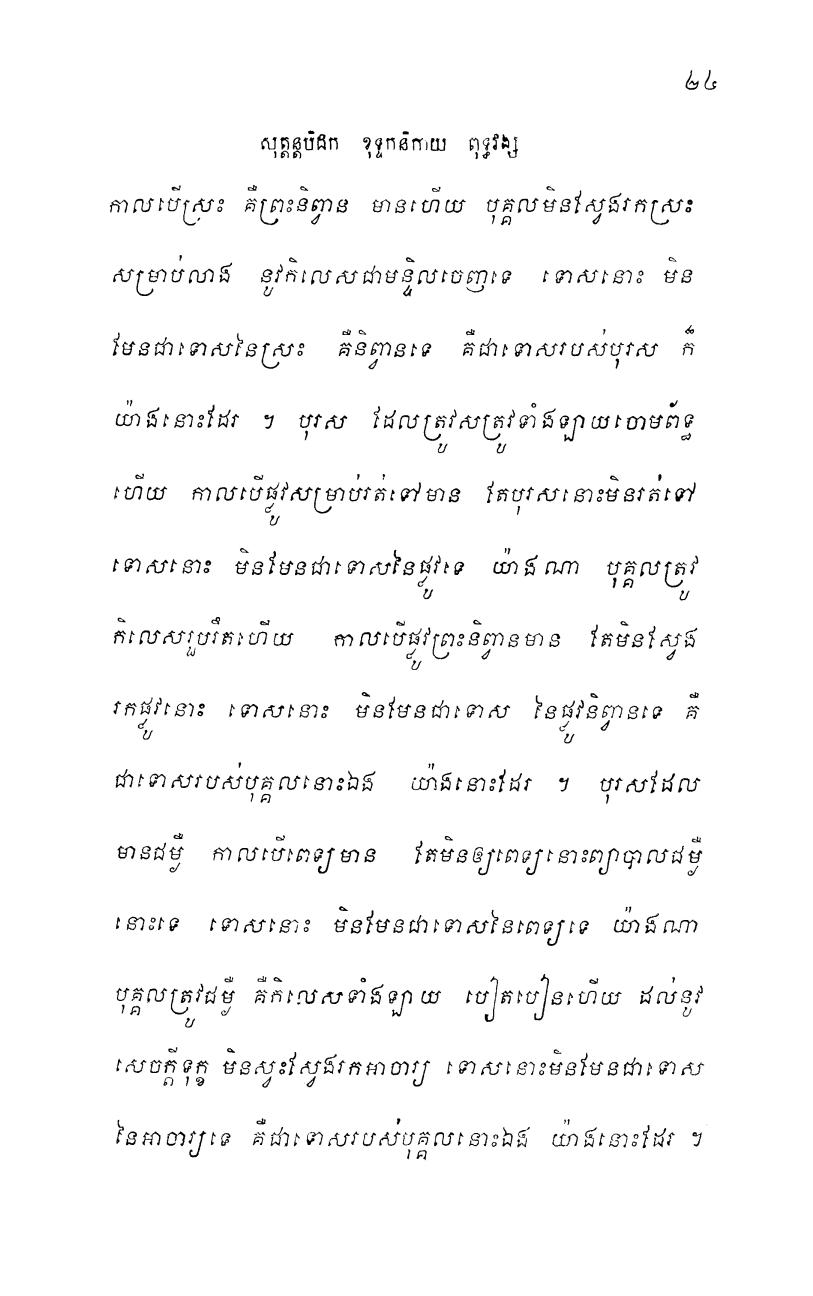 ២៤
សុត្តន្តបិដក ខុទ្ទកនិកាយ ពុទ្ធវង្ស
កាលបើស្រះ គឺព្រះនិព្វាន មានហើយ បុគ្គលមិនស្វែងរកស្រះ
សម្រាប់លាង នូវកិលេសជាមន្ទិលចេញទេ ទោសនោះ មិន
មែនជាទោសនៃស្រះ គឺនិព្វានទេ គឺជាទោសរបស់បុរស ក៏
យ៉ាងនោះដែរ ។ បុរស ដែលត្រូវសត្រូវទាំងឡាយចោមព័ទ្ធ
ហើយ កាលបើផ្លូវសម្រាប់រត់ទៅមាន តែបុរសនោះមិនរត់ទៅ
ទោសនោះ មិនមែនជាទោសនៃផ្លូវទេ យ៉ាងណា បុគ្គលត្រូវ
កិលេសរួបរឹតហើយ កាលបើផ្លូវព្រះនិព្វានមាន តែមិនស្វែង
រកផ្លូវនោះ ទោសនោះ មិនមែនជាទោស នៃផ្លូវនិព្វានទេ គឺ
ជាទោសរបស់បុគ្គលនោះឯង យ៉ាងនោះដែរ ។ បុរសដែល
មានជម្ងឺ កាលបើពេទ្យមាន តែមិនឲ្យពេទ្យនោះព្យាបាលជម្ងឺ
នោះទេ ទោសនោះ មិនមែនជាទោសនៃពេទ្យទេ យ៉ាងណា
បុគ្គលត្រូវជម្ងឺ គឺកិលេសទាំងឡាយ បៀតបៀនហើយ ដល់នូវ
សេចក្តីទុក្ខ មិនស្វះស្វែងរកអាចារ្យ ទោសនោះមិនមែនជាទោស
នៃអាចារ្យទេ គឺជាទោសរបស់បុគ្គលនោះឯង យ៉ាងនោះដែរ ។